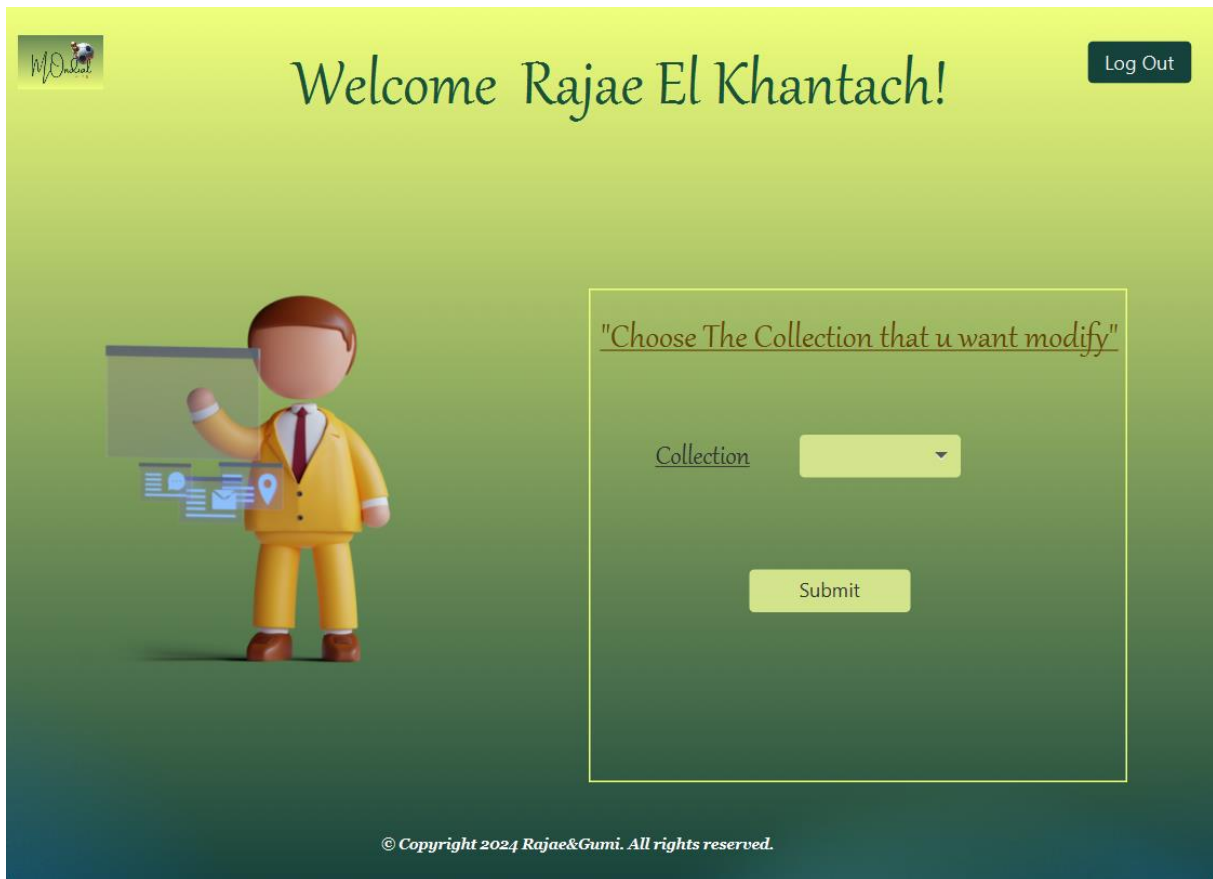 MOndial
Welcome Rajae El Khantach!
Log Out
"Choose The Collection that u want modify"
Collection
Submit
© Copyright 2024 Rajae&Gumi. All rights reserved.